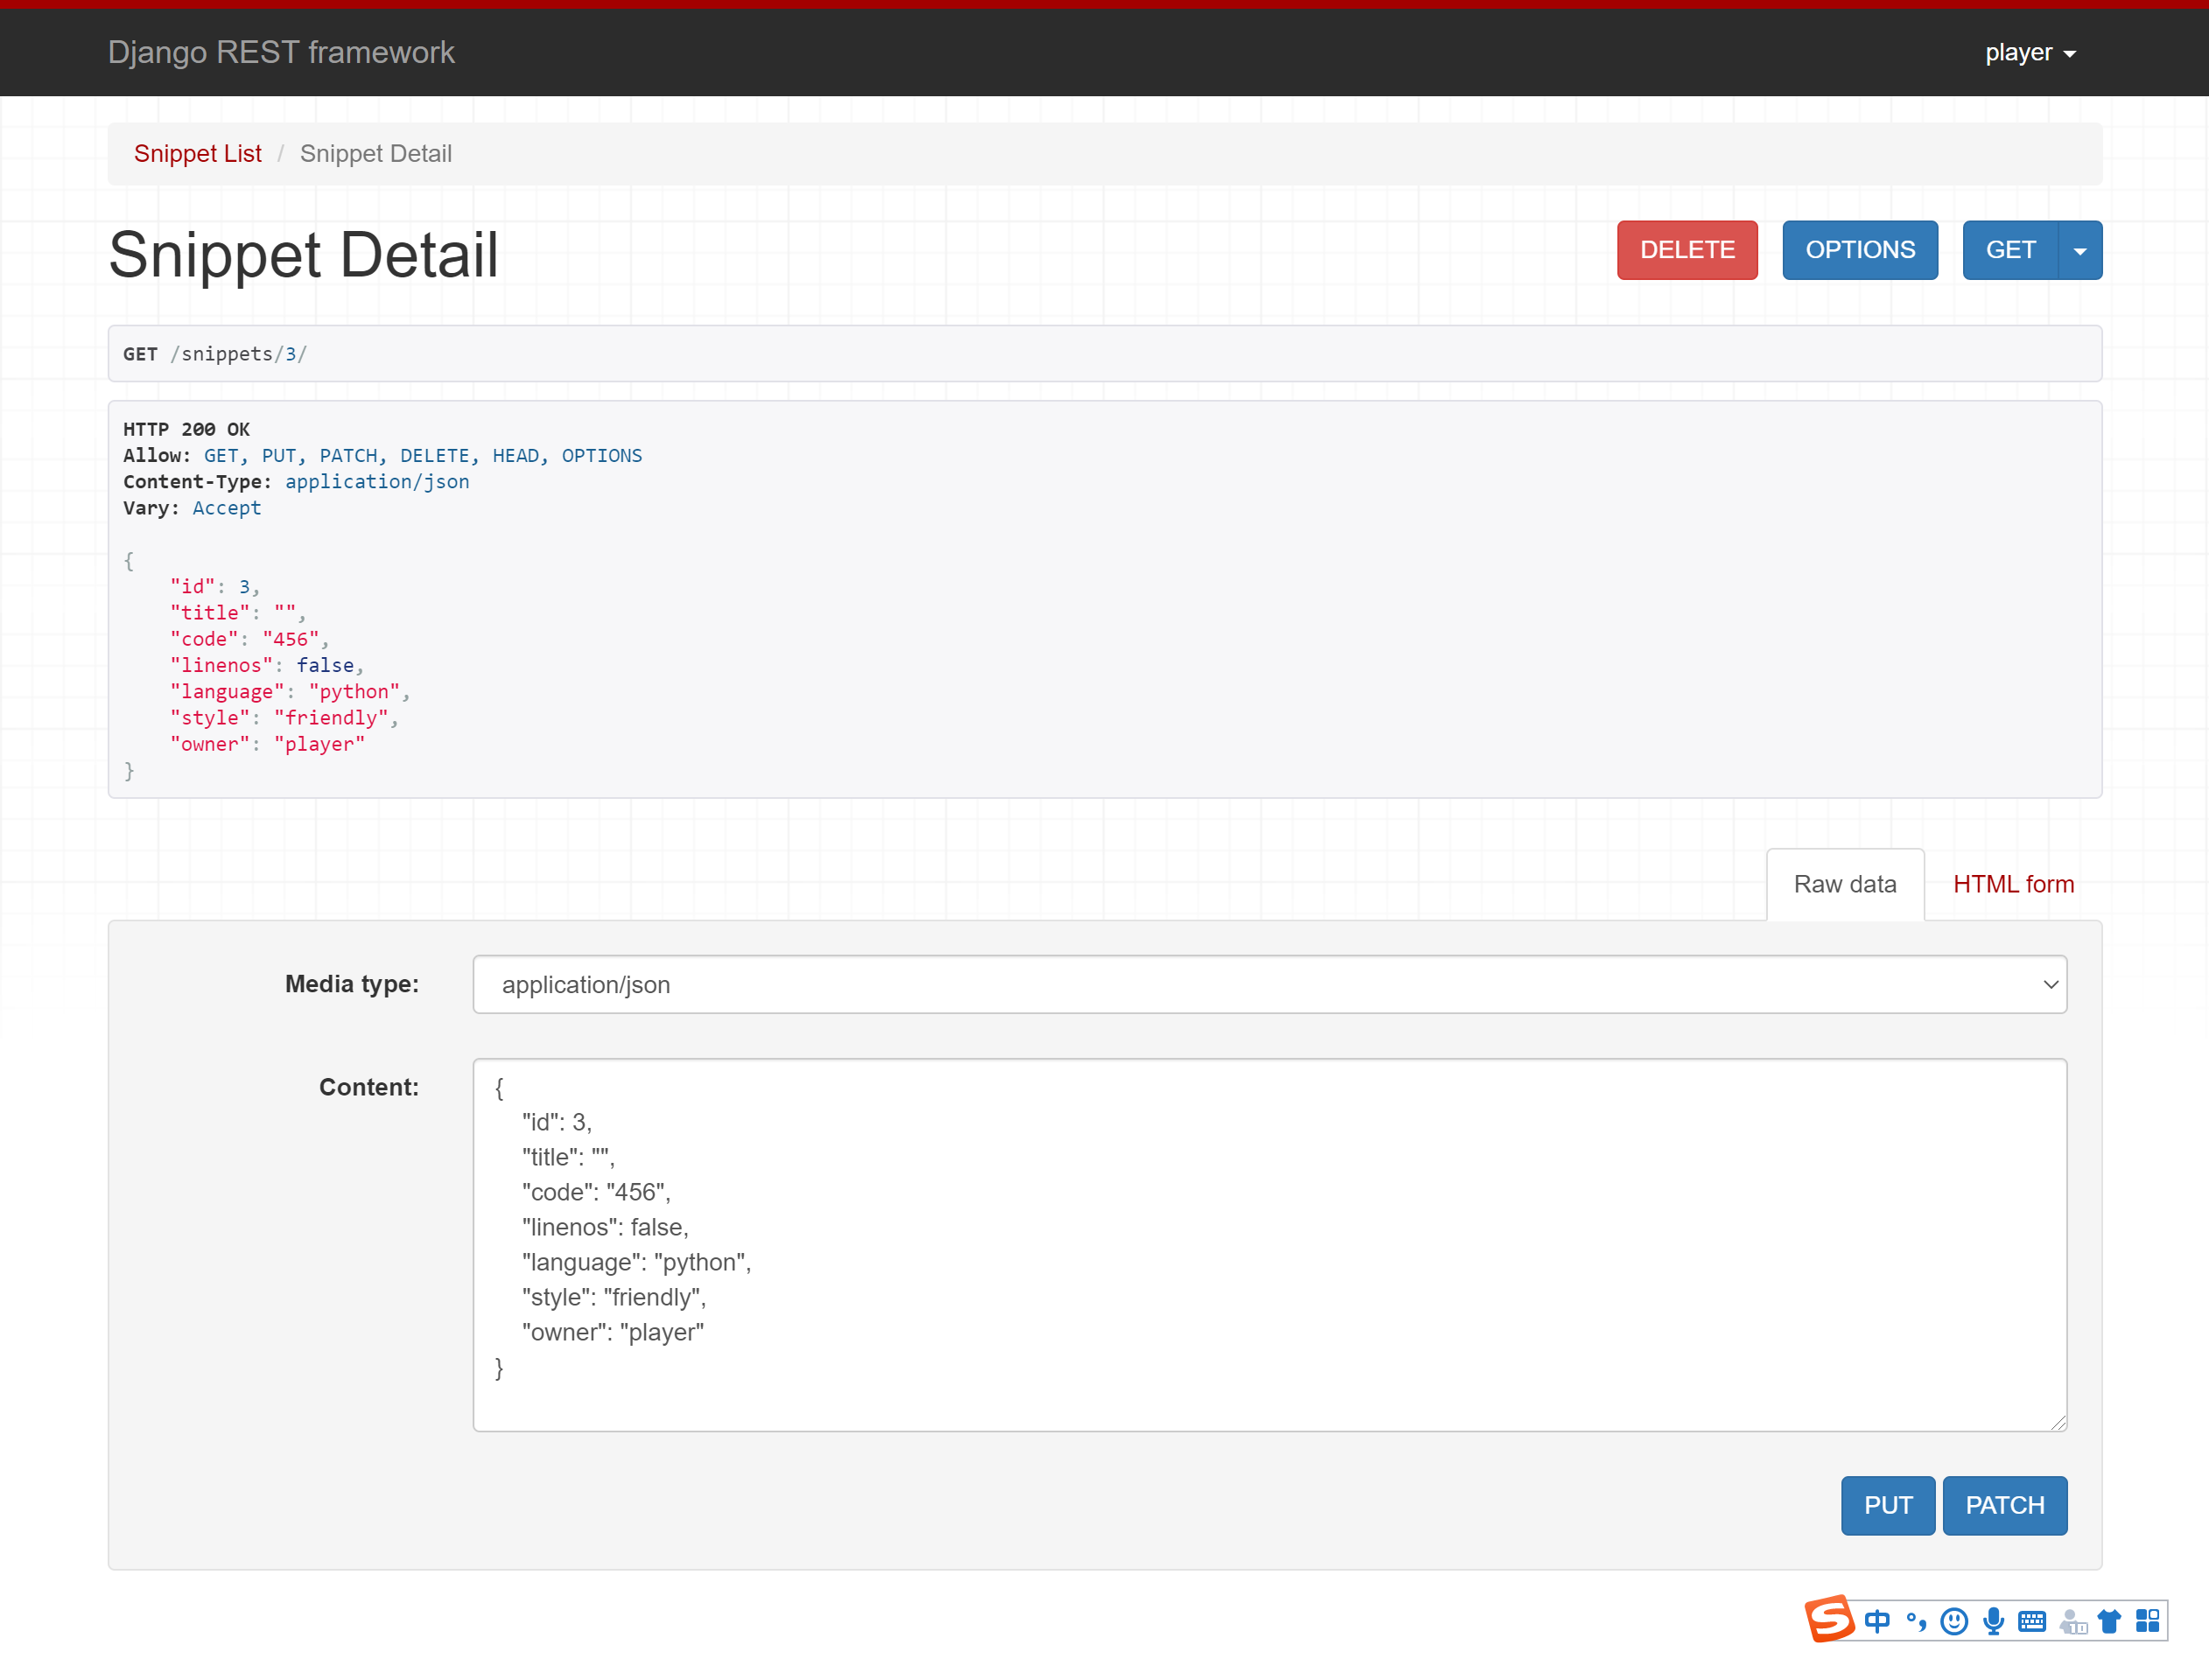 Django REST framework
player
Snippet List / Snippet Detail
Snippet Detail
DELETE
OPTIONS
GET
GET /snippets/3/
HTTP 200 OK
Allow: GET, PUT, PATCH, DELETE, HEAD, OPTIONS
Content-Type: application/json
Vary: Accept
{
    "id": 3,
    "title": "",
    "code": "456",
    "linenos": false,
    "language": "python",
    "style": "friendly",
    "owner": "player"
}
Raw data
HTML form
Media type:
application/json
Content:
{
    "id": 3,
    "title": "",
    "code": "456",
    "linenos": false,
    "language": "python",
    "style": "friendly",
    "owner": "player"
}
PUT
PATCH
S 中 °,